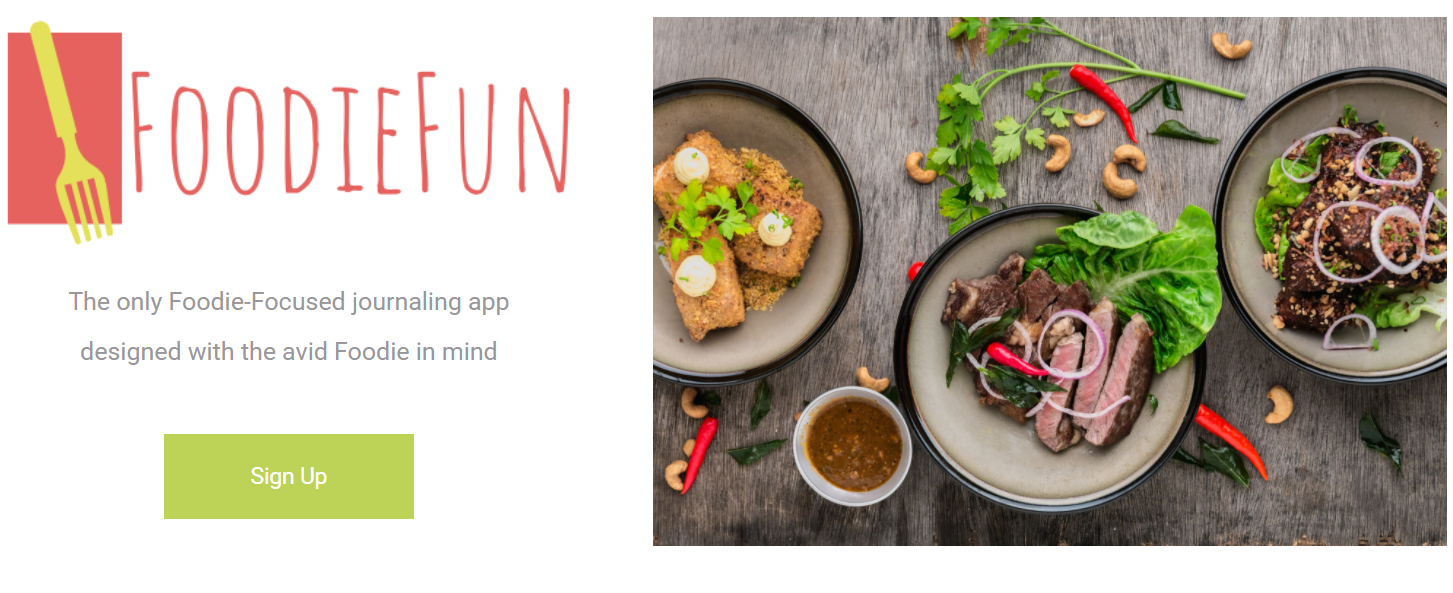 FOODIEFUN
The only Foodie-Focused journaling app
designed with the avid Foodie in mind
Sign Up